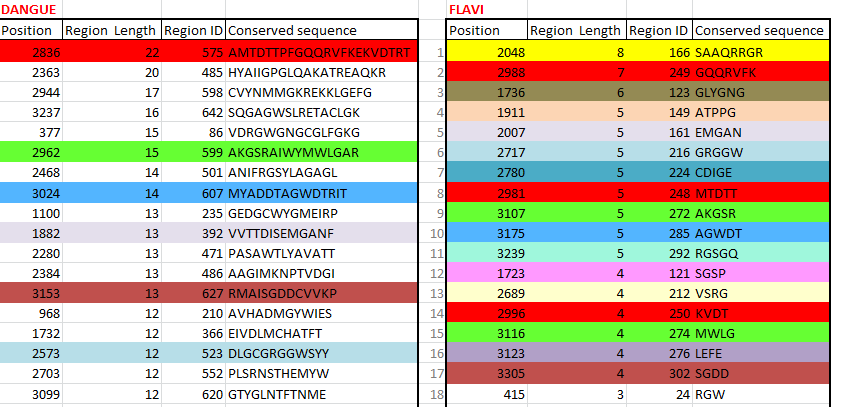 DANGUE FLAVI
Position Region Length Region ID Conserved sequence Position Region Length Region ID Conserved sequence
2836 22 575 AMTDTTPFGQQRVFKEKVDTRT 1 2048 8 166 SAAQRRGR
2363 20 485 HYAIIGPGLQAKATREAQKR 2 2988 7 249 GQQRVFK
2944 17 598 CVYNMMGKREKKLGEFG 3 1736 6 123 GLYGNG
3237 16 642 SQGAGWSLRETACLGK 4 1911 5 149 ATPPG
377 15 86 VDRGWGNGCGLFGKG 5 2007 5 161 EMGAN
2962 15 599 AKGSRAIWYMWLGAR 6 2717 5 216 GRGGW
2468 14 501 ANIFRGSYLAGAGL 7 2780 5 224 CDIGE
3024 14 607 MYADDTAGWDTRIT 8 2981 5 248 MTDTT
1100 13 235 GEDGCWYGMEIRP 9 3107 5 272 AKGSR
1882 13 392 VVTTDISEMGANF 10 3175 5 285 AGWDT
2280 13 471 PASAWTLYAVATT 11 3239 5 292 RGSGQ
2384 13 486 AAGIMKNPTVDGI 12 1723 4 121 SGSP
3153 13 627 RMAISGDDCVVKP 13 2689 4 212 VSRG
968 12 210 AVHADMGYWIES 14 2996 4 250 KVDT
1732 12 366 EIVDLMCHATFT 15 3116 4 274 MWLG
2573 12 523 DLGCGRGGWSYY 16 3123 4 276 LEFE
2703 12 552 PLSRNSTHEMYW 17 3305 4 302 SGDD
3099 12 620 GTYGLNTFTNME 18 415 3 24 RGW